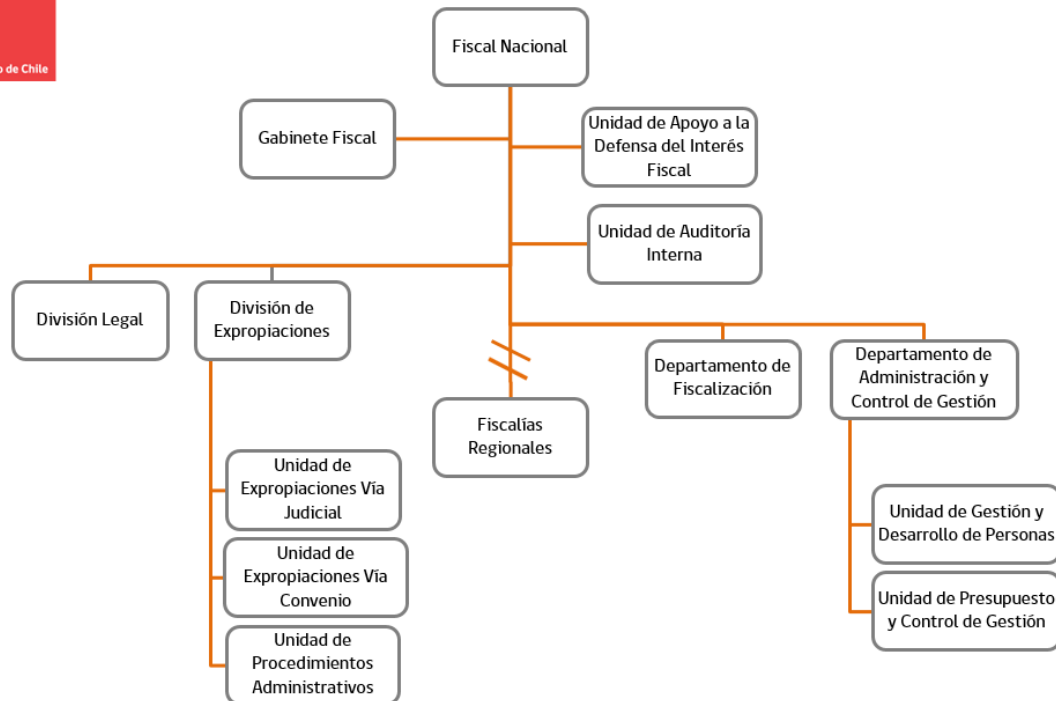 de Chile
Fiscal Nacional
Gabinete Fiscal
Unidad de Apoyo a la
Defensa del Interés
Fiscal
Unidad de Auditoría
Interna
División Legal
División de
Expropiaciones
Departamento de
Fiscalización
Departamento de
Administración y
Control de Gestión
Fiscalías
Regionales
Unidad de
Expropiaciones Vía
Judicial
Unidad de
Expropiaciones Vía
Convenio
Unidad de
Procedimientos
Administrativos
Unidad de Gestión y
Desarrollo de Personas
Unidad de Presupuesto
y Control de Gestión